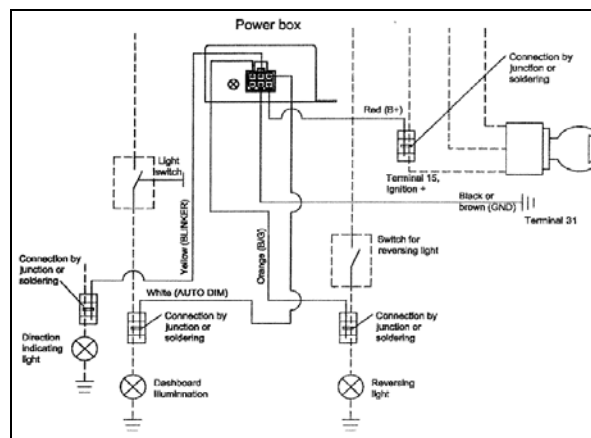 Power box
Connection by
junction or
soldering
Red (B+)
Light
switch
Terminal 15,
Ignition +
Black or
brown (GND)
Terminal 31
Switch for
reversing light
Yellow (BLINKER)
Orange (B/G)
Connection by
junction or
soldering
White (AUTO DIM)
Connection by
junction or
soldering
Connection by
junction or
soldering
Direction
indicating
light
Dashboard
illuminnation
Reversing
light